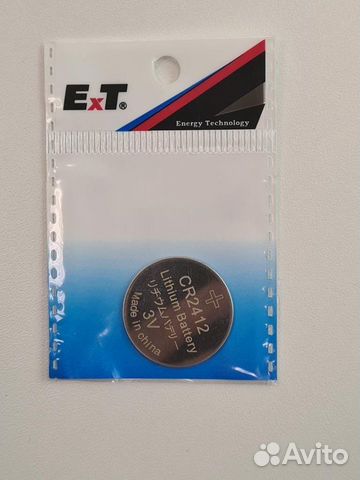 ExT®
Energy Technology
CR2412
Lithium Battery
リチウムバテリー
3V
Made in china
Avito